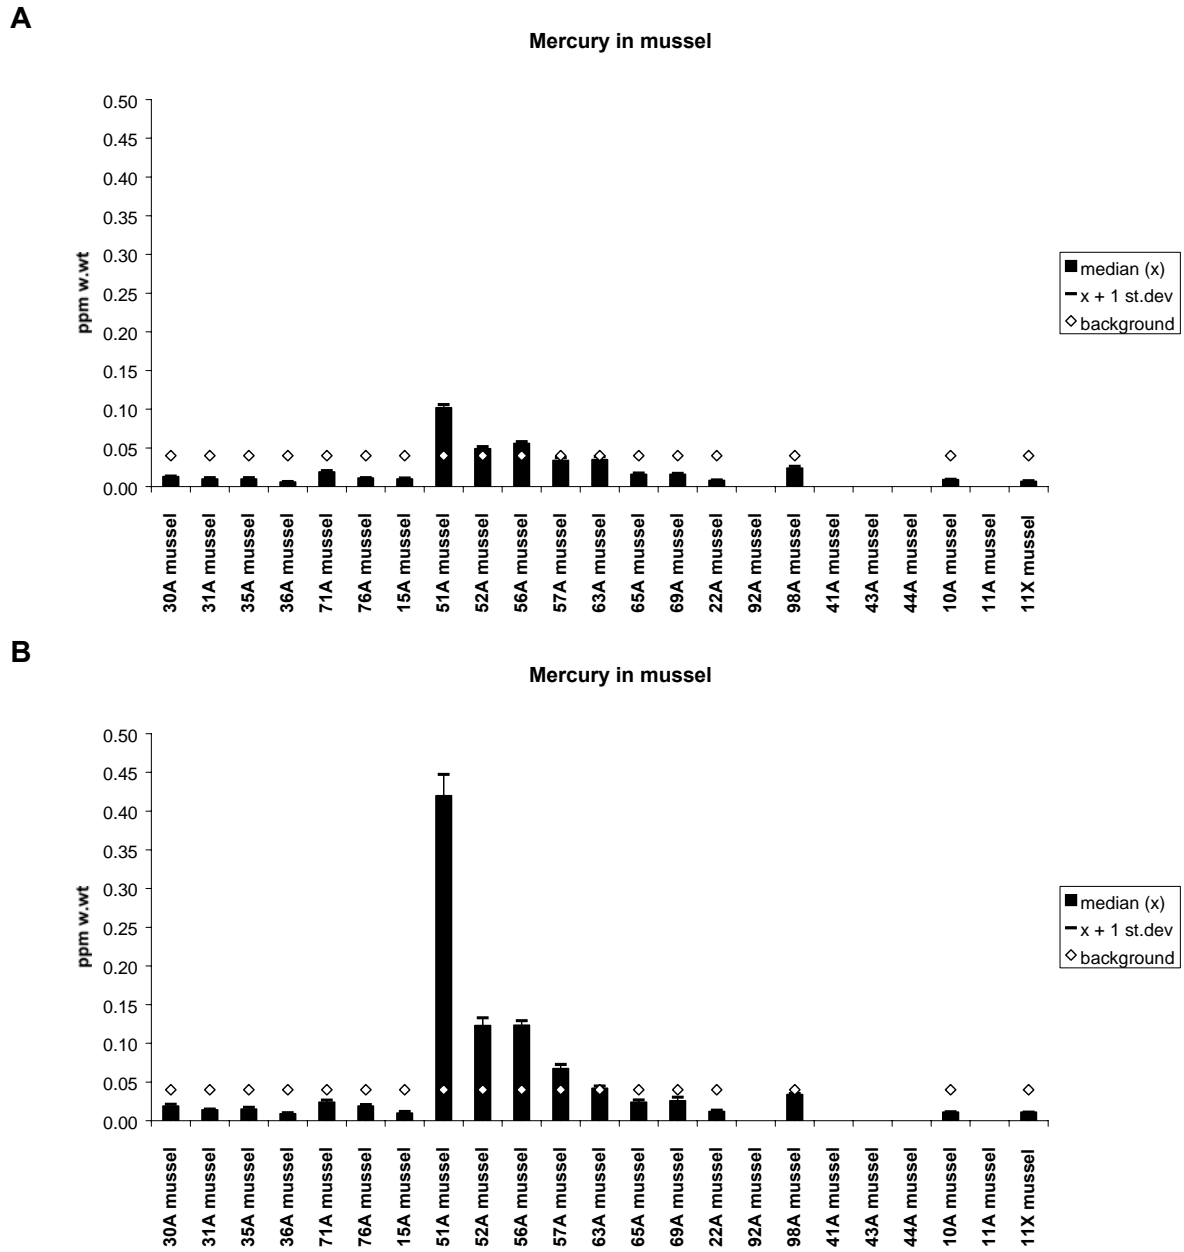 A
Mercury in mussel
0.50
0.45
0.40
0.35
0.30
0.25
0.20
0.15
0.10
0.05
0.00
ppm w.wt
median (x)
x + 1 st.dev
background
30A mussel
31A mussel
35A mussel
36A mussel
71A mussel
76A mussel
15A mussel
51A mussel
52A mussel
56A mussel
57A mussel
63A mussel
65A mussel
69A mussel
22A mussel
92A mussel
98A mussel
41A mussel
43A mussel
44A mussel
10A mussel
11A mussel
11X mussel
B
Mercury in mussel
0.50
0.45
0.40
0.35
0.30
0.25
0.20
0.15
0.10
0.05
0.00
ppm w.wt
median (x)
x + 1 st.dev
background
30A mussel
31A mussel
35A mussel
36A mussel
71A mussel
76A mussel
15A mussel
51A mussel
52A mussel
56A mussel
57A mussel
63A mussel
65A mussel
69A mussel
22A mussel
92A mussel
98A mussel
41A mussel
43A mussel
44A mussel
10A mussel
11A mussel
11X mussel